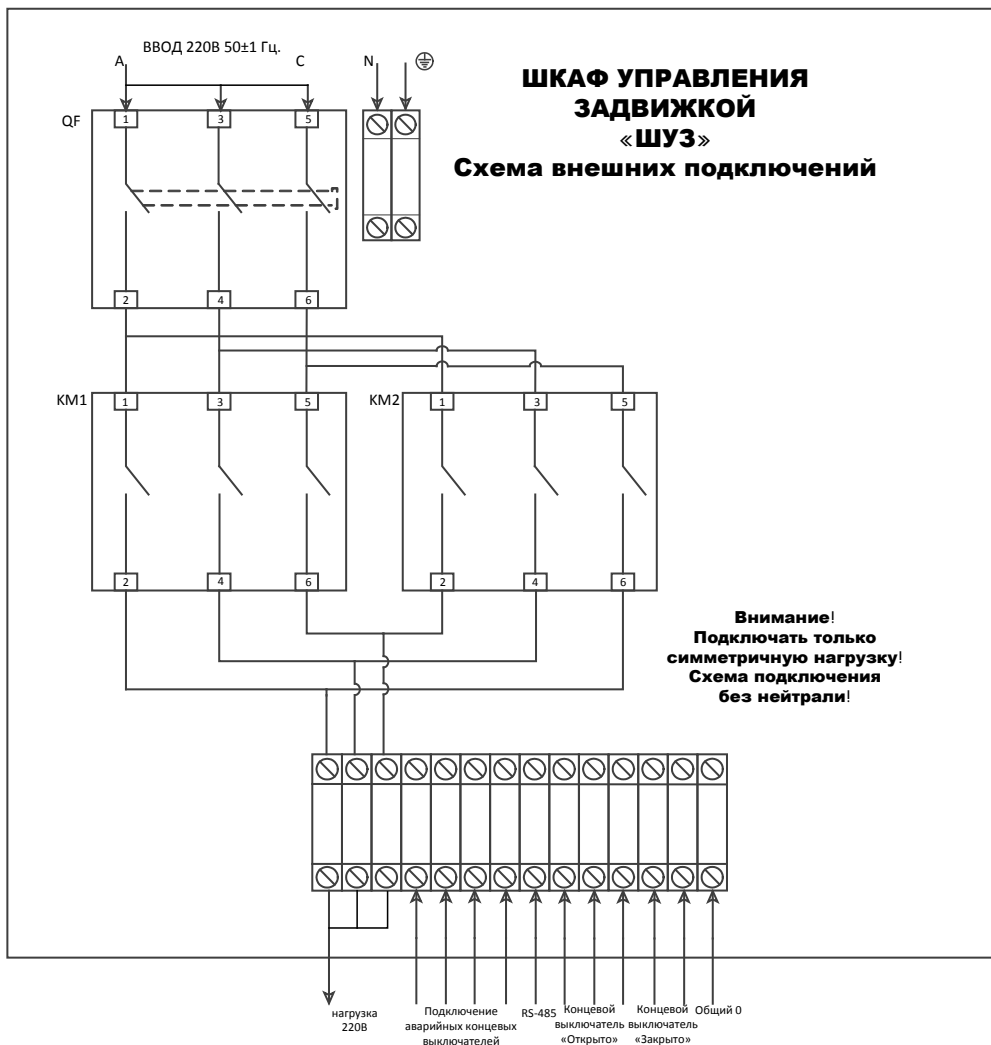 ВВОД 220В 50±1 Гц.
A C N
ШКАФ УПРАВЛЕНИЯ
ЗАДВИЖКОЙ
«ШУЗ»
Схема внешних подключений
QF
1 3 5
2 4 6
KM1
1 3 5
KM2
1 3 5
2 4 6
2 4 6
Внимание!
Подключать только
симметричную нагрузку!
Схема подключения
без нейтрали!
нагрузка
220В
Подключение
аварийных концевых
выключателей
RS-485
Концевой
выключатель
«Открыто»
Концевой
выключатель
«Закрыто»
Общий 0